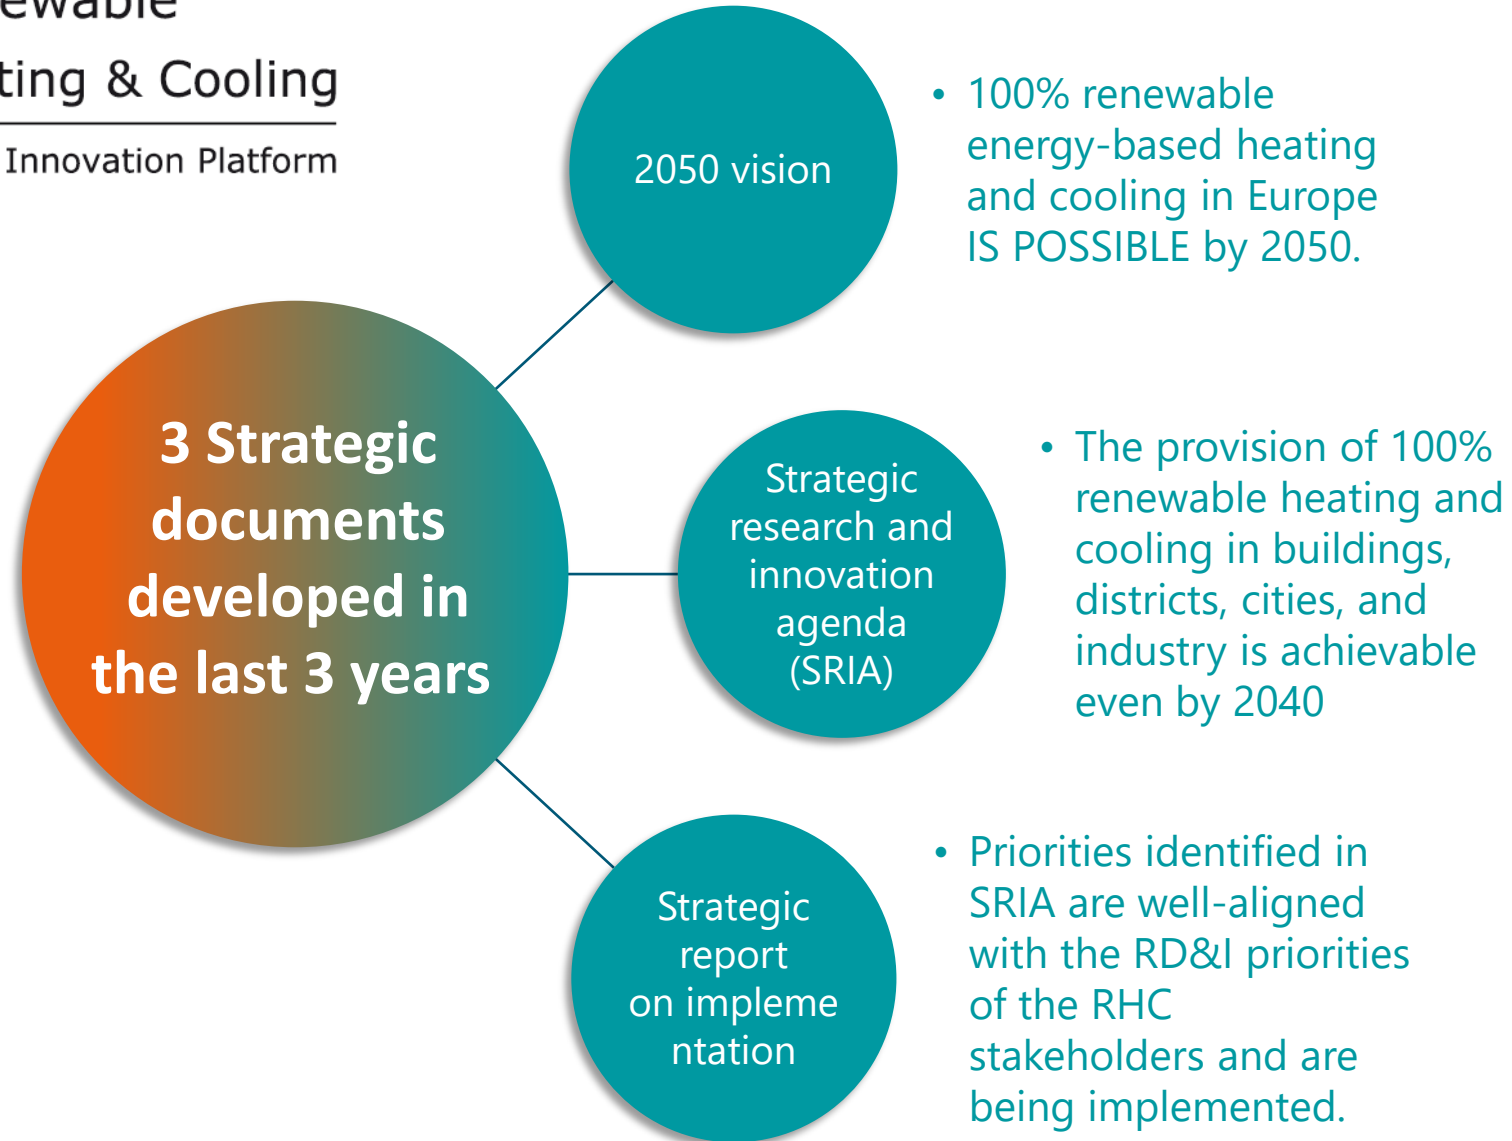 ewable
ting & Cooling
Innovation Platform
2050 vision
• 100% renewable
energy-based heating
and cooling in Europe
IS POSSIBLE by 2050.
3 Strategic
documents
developed in
the last 3 years
Strategic
research and
innovation
agenda
(SRIA)
• The provision of 100%
renewable heating and
cooling in buildings,
districts, cities, and
industry is achievable
even by 2040
Strategic
report
on impleme
ntation
• Priorities identified in
SRIA are well-aligned
with the RD&I priorities
of the RHC
stakeholders and are
being implemented.